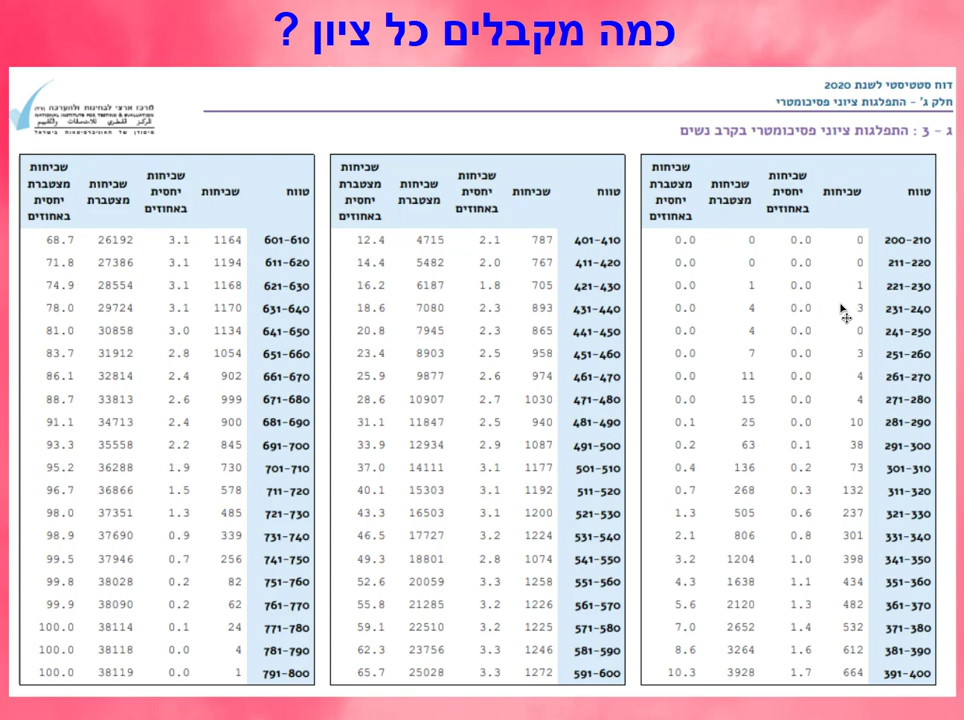 כמה מקבלים כל ציון ?
דוח סטטיסטי לשנת 2020
חלק ג' - התפלגות ציוני פסיכומטרי
מרכז ארצי לבחינות ולהערכה (ע"ר)
NATIONAL INSTITUTE FOR TESTING & EVALUATION
ג - 3 : התפלגות ציוני פסיכומטרי בקרב נשים
טווח שכיחות שכיחות יחסית באחוזים שכיחות מצטברת שכיחות מצטברת יחסית באחוזים
200-210 0 0.0 0 0.0
211-220 0 0.0 0 0.0
221-230 1 0.0 1 0.0
231-240 3 0.0 4 0.0
241-250 0 0.0 4 0.0
251-260 3 0.0 7 0.0
261-270 4 0.0 11 0.0
271-280 4 0.0 15 0.0
281-290 10 0.0 25 0.1
291-300 38 0.1 63 0.2
301-310 73 0.2 136 0.4
311-320 132 0.3 268 0.7
321-330 237 0.6 505 1.3
331-340 301 0.8 806 2.1
341-350 398 1.0 1204 3.2
351-360 434 1.1 1638 4.3
361-370 482 1.3 2120 5.6
371-380 532 1.4 2652 7.0
381-390 612 1.6 3264 8.6
391-400 664 1.7 3928 10.3
טווח שכיחות שכיחות יחסית באחוזים שכיחות מצטברת שכיחות מצטברת יחסית באחוזים
401-410 787 2.1 4715 12.4
411-420 767 2.0 5482 14.4
421-430 705 1.8 6187 16.2
431-440 893 2.3 7080 18.6
441-450 865 2.3 7945 20.8
451-460 958 2.5 8903 23.4
461-470 974 2.6 9877 25.9
471-480 1030 2.7 10907 28.6
481-490 940 2.5 11847 31.1
491-500 1087 2.9 12934 33.9
501-510 1177 3.1 14111 37.0
511-520 1192 3.1 15303 40.1
521-530 1200 3.1 16503 43.3
531-540 1224 3.2 17727 46.5
541-550 1074 2.8 18801 49.3
551-560 1258 3.3 20059 52.6
561-570 1226 3.2 21285 55.8
571-580 1225 3.2 22510 59.1
581-590 1246 3.3 23756 62.3
591-600 1272 3.3 25028 65.7
טווח שכיחות שכיחות יחסית באחוזים שכיחות מצטברת שכיחות מצטברת יחסית באחוזים
601-610 1164 3.1 26192 68.7
611-620 1194 3.1 27386 71.8
621-630 1168 3.1 28554 74.9
631-640 1170 3.1 29724 78.0
641-650 1134 3.0 30858 81.0
651-660 1054 2.8 31912 83.7
661-670 902 2.4 32814 86.1
671-680 999 2.6 33813 88.7
681-690 900 2.4 34713 91.1
691-700 845 2.2 35558 93.3
701-710 730 1.9 36288 95.2
711-720 578 1.5 36866 96.7
721-730 485 1.3 37351 98.0
731-740 339 0.9 37690 98.9
741-750 256 0.7 37946 99.5
751-760 82 0.2 38028 99.8
761-770 62 0.2 38090 99.9
771-780 24 0.1 38114 100.0
781-790 4 0.0 38118 100.0
791-800 1 0.0 38119 100.0